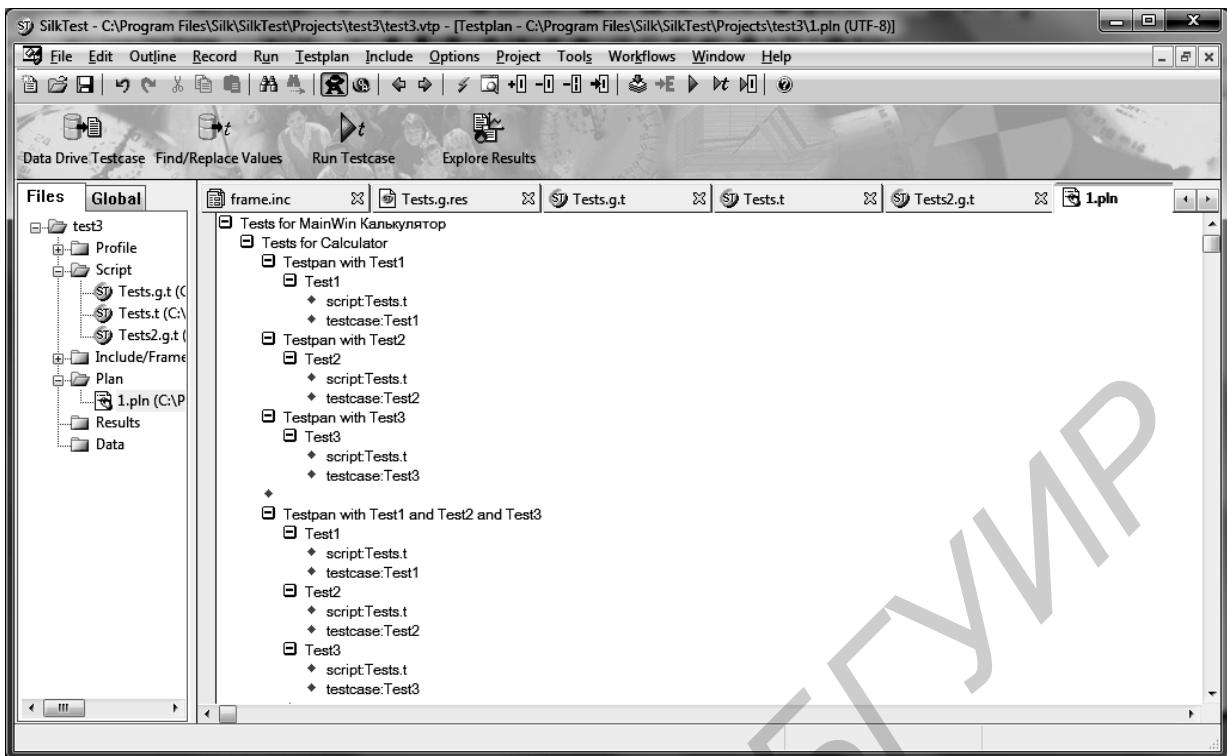 SilkTest - C:\Program Files\Silk\SilkTest\Projects\test3\test3.vtp - [Testplan - C:\Program Files\Silk\SilkTest\Projects\test3\1.pln (UTF-8)]
File Edit Outline Record Run Testplan Include Options Project Tools Workflows Window Help
Data Drive Testcase Find/Replace Values Run Testcase Explore Results
Files Global
frame.inc Tests.g.res Tests.g.t Tests.t Tests2.g.t 1.pln
test3
Profile
Script
Tests.g.t (C
Tests.t (C:\
Tests2.g.t (
Include/Frame
Plan
1.pln (C:\P
Results
Data
Tests for MainWin Калькулятор
Tests for Calculator
Testpan with Test1
Test1
script:Tests.t
testcase:Test1
Testpan with Test2
Test2
script:Tests.t
testcase:Test2
Testpan with Test3
Test3
script:Tests.t
testcase:Test3
Testpan with Test1 and Test2 and Test3
Test1
script:Tests.t
testcase:Test1
Test2
script:Tests.t
testcase:Test2
Test3
script:Tests.t
testcase:Test3
БГУИР